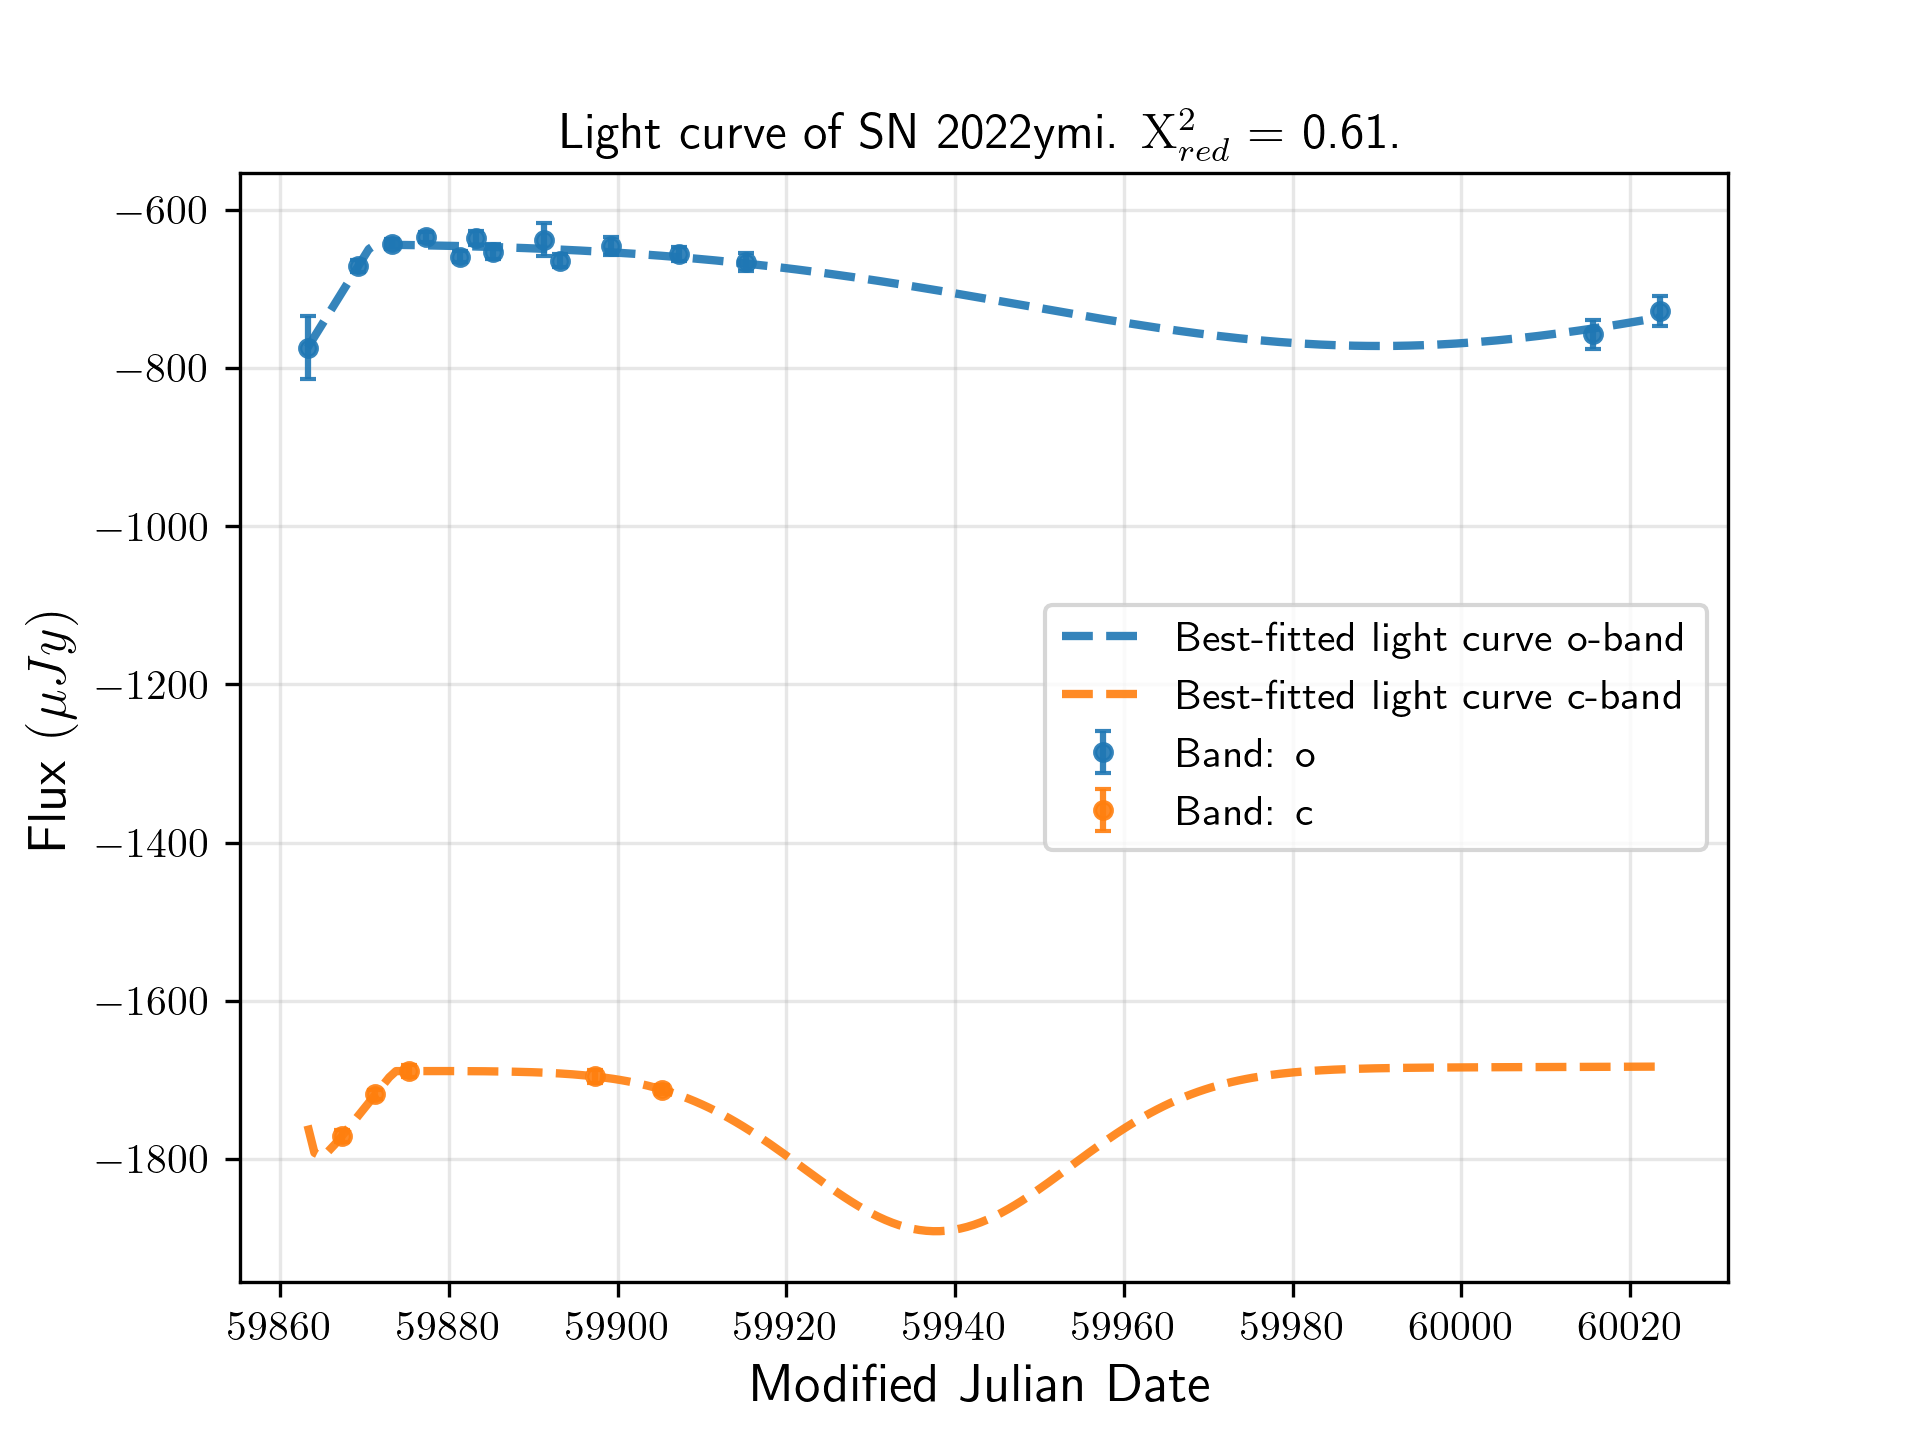 Light curve of SN 2022ymi. X²_red = 0.61.
−600
−800
−1000
−1200
−1400
−1600
−1800
Flux (μJy)
Best-fitted light curve o-band
Best-fitted light curve c-band
Band: o
Band: c
59860 59880 59900 59920 59940 59960 59980 60000 60020
Modified Julian Date